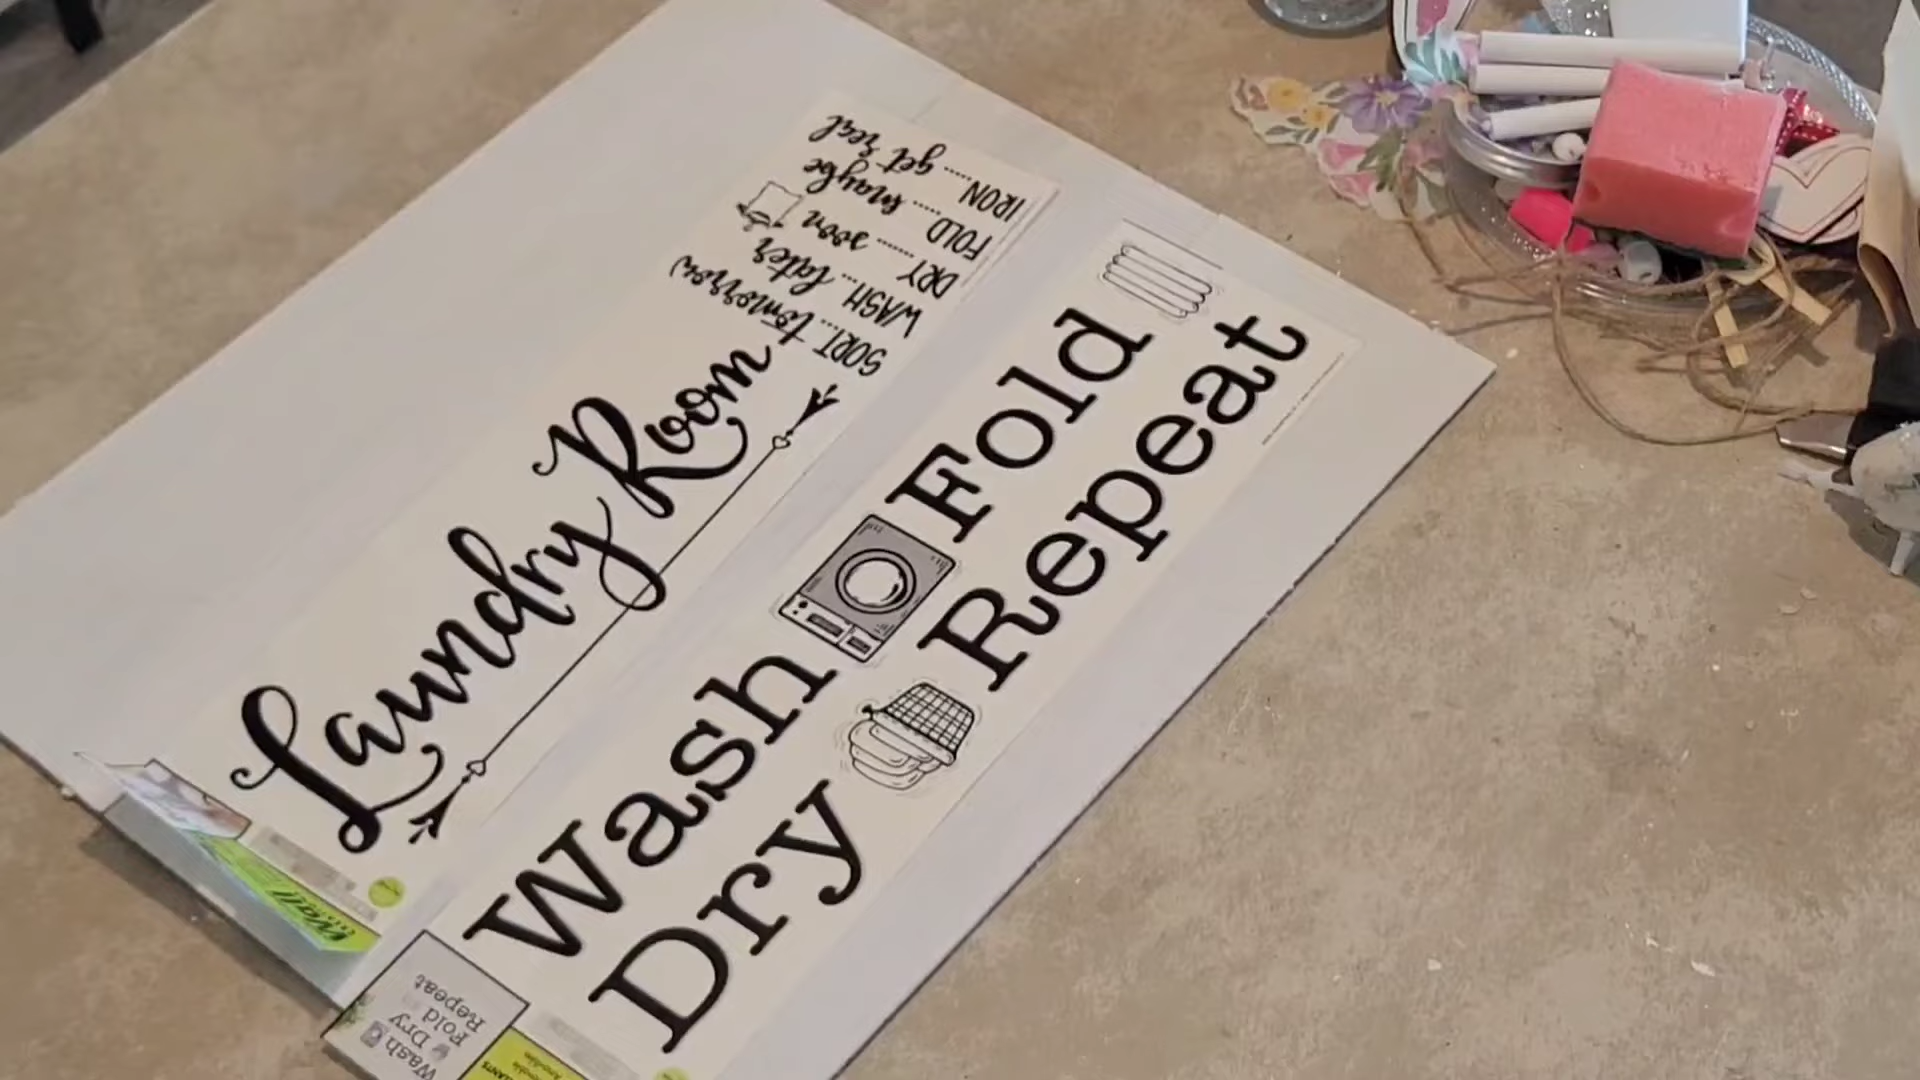 Laundry Room
SORT ... tomorrow
WASH ... later
DRY ...... soon
FOLD ..... maybe
IRON ..... get real
Wash Fold
Dry Repeat
Wash
Dry
Fold
Repeat
Wall